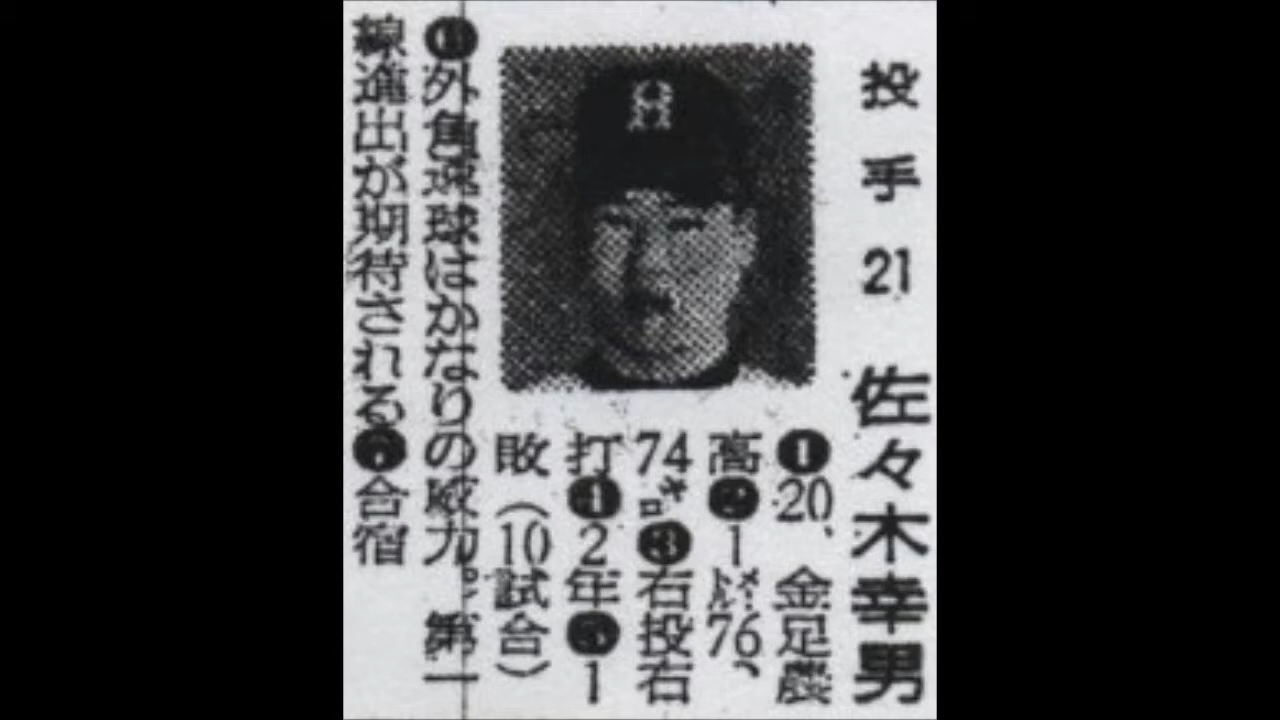 投手21 佐々木幸男
❶20、金足農
高❷1㍍76、
74㌔❸右投右
打❹2年❺1
敗(10試合)
❻外角速球はかなりの威力。第一
線進出が期待される❼合宿
H